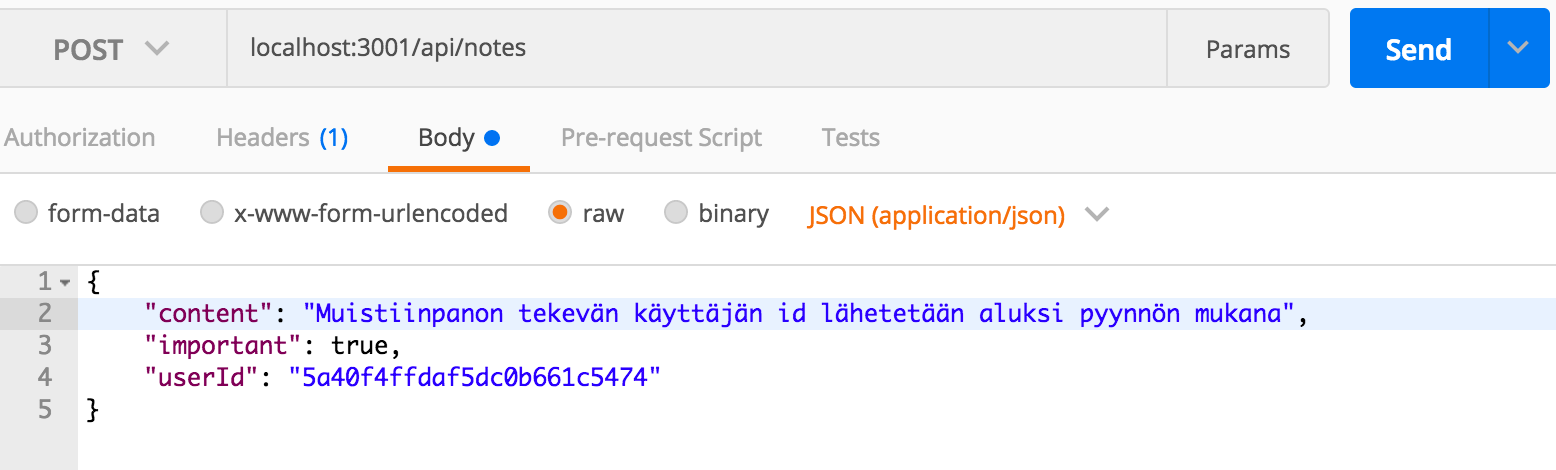 POST localhost:3001/api/notes Params Send
Authorization Headers (1) Body Pre-request Script Tests
form-data x-www-form-urlencoded raw binary JSON (application/json)
1 {
2 "content": "Muistiinpanon tekevän käyttäjän id lähetetään aluksi pyynnön mukana",
3 "important": true,
4 "userId": "5a40f4ffdaf5dc0b661c5474"
5 }